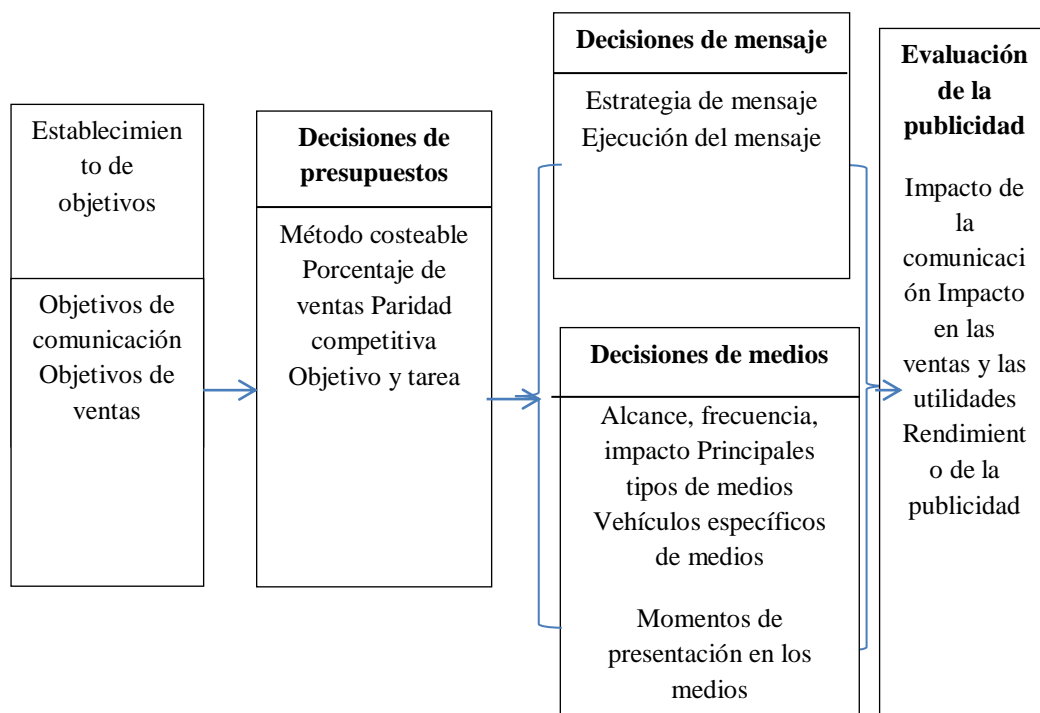 Establecimien
to de
objetivos
Objetivos de
comunicación
Objetivos de
ventas
Decisiones de
presupuestos
Método costeable
Porcentaje de
ventas Paridad
competitiva
Objetivo y tarea
Decisiones de mensaje
Estrategia de mensaje
Ejecución del mensaje
Decisiones de medios
Alcance, frecuencia,
impacto Principales
tipos de medios
Vehículos específicos
de medios
Momentos de
presentación en los
medios
Evaluación
de la
publicidad
Impacto de
la
comunicaci
ón Impacto
en las
ventas y las
utilidades
Rendimient
o de la
publicidad